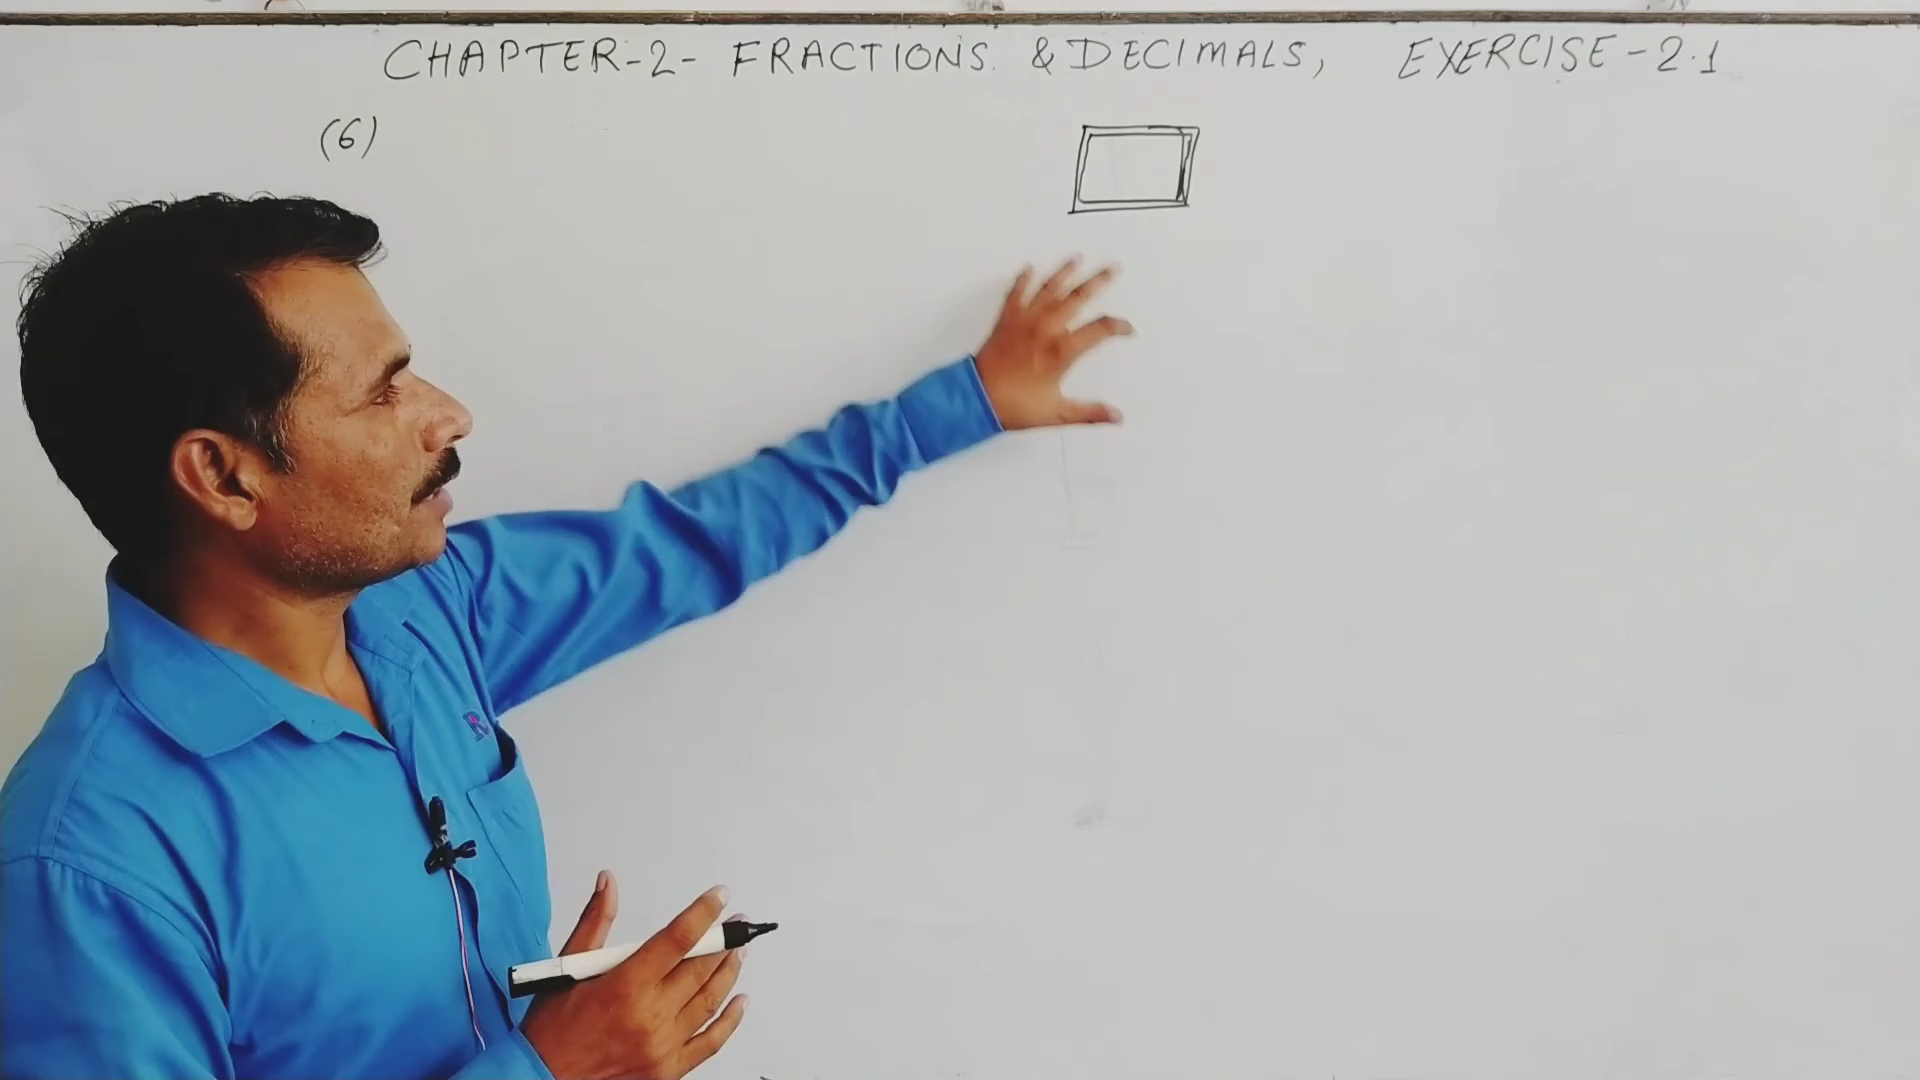 CHAPTER-2- FRACTIONS. & DECIMALS, EXERCISE-2.1
(6)
R